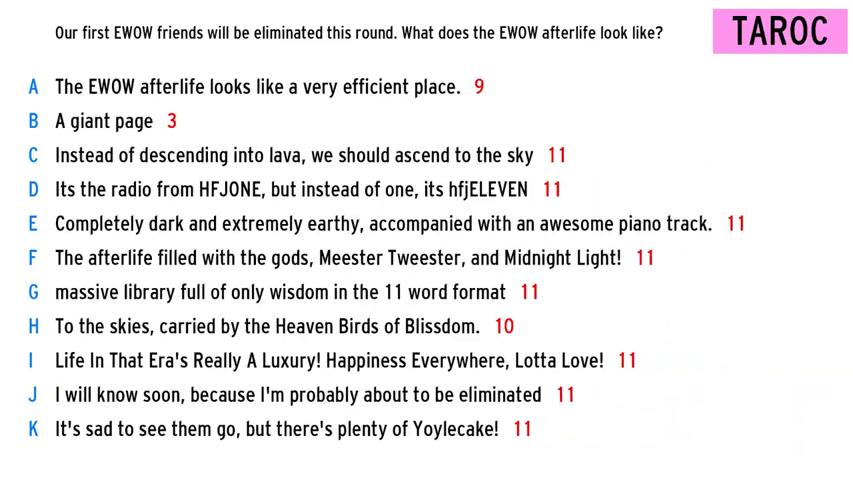 Our first EWOW friends will be eliminated this round. What does the EWOW afterlife look like?
TAROC
A The EWOW afterlife looks like a very efficient place. 9
B A giant page 3
C Instead of descending into lava, we should ascend to the sky 11
D Its the radio from HFJONE, but instead of one, its hfjELEVEN 11
E Completely dark and extremely earthy, accompanied with an awesome piano track. 11
F The afterlife filled with the gods, Meester Tweester, and Midnight Light! 11
G massive library full of only wisdom in the 11 word format 11
H To the skies, carried by the Heaven Birds of Blissdom. 10
I Life In That Era's Really A Luxury! Happiness Everywhere, Lotta Love! 11
J I will know soon, because I'm probably about to be eliminated 11
K It's sad to see them go, but there's plenty of Yoylecake! 11